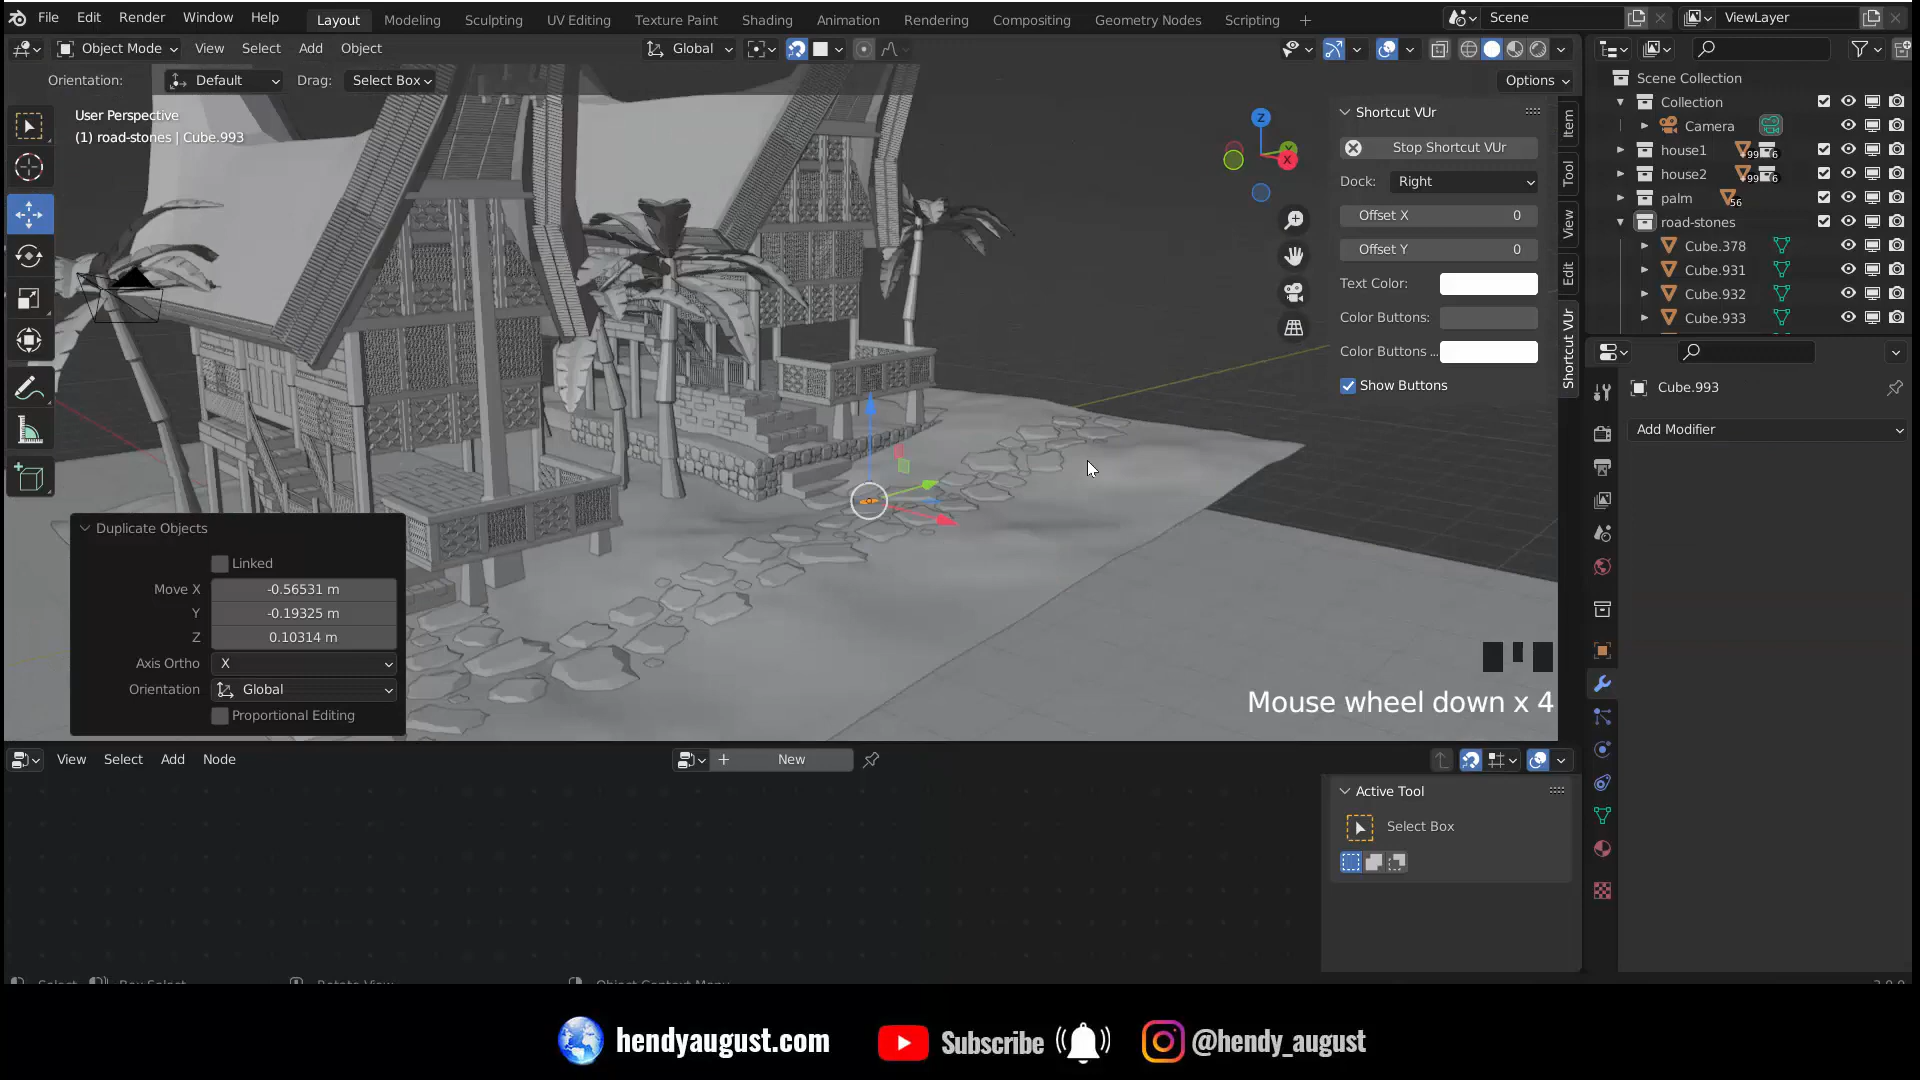 File Edit Render Window Help
Layout Modeling Sculpting UV Editing Texture Paint Shading Animation Rendering Compositing Geometry Nodes Scripting +
Scene
ViewLayer
Object Mode View Select Add Object
Global
Orientation: Default Drag: Select Box
Options
User Perspective
(1) road-stones | Cube.993
Z
Y
X
Shortcut VUr
Stop Shortcut VUr
Dock: Right
Offset X 0
Offset Y 0
Text Color:
Color Buttons:
Color Buttons ...
Show Buttons
Item
Tool
View
Edit
Shortcut VUr
Scene Collection
Collection
Camera
house1 +99 6
house2 +99 6
palm 56
road-stones
Cube.378
Cube.931
Cube.932
Cube.933
Cube.993
Add Modifier
Duplicate Objects
Linked
Move X -0.56531 m
Y -0.19325 m
Z 0.10314 m
Axis Ortho X
Orientation Global
Proportional Editing
Mouse wheel down x 4
View Select Add Node
+ New
Active Tool
Select Box
hendyaugust.com
Subscribe
@hendy_august